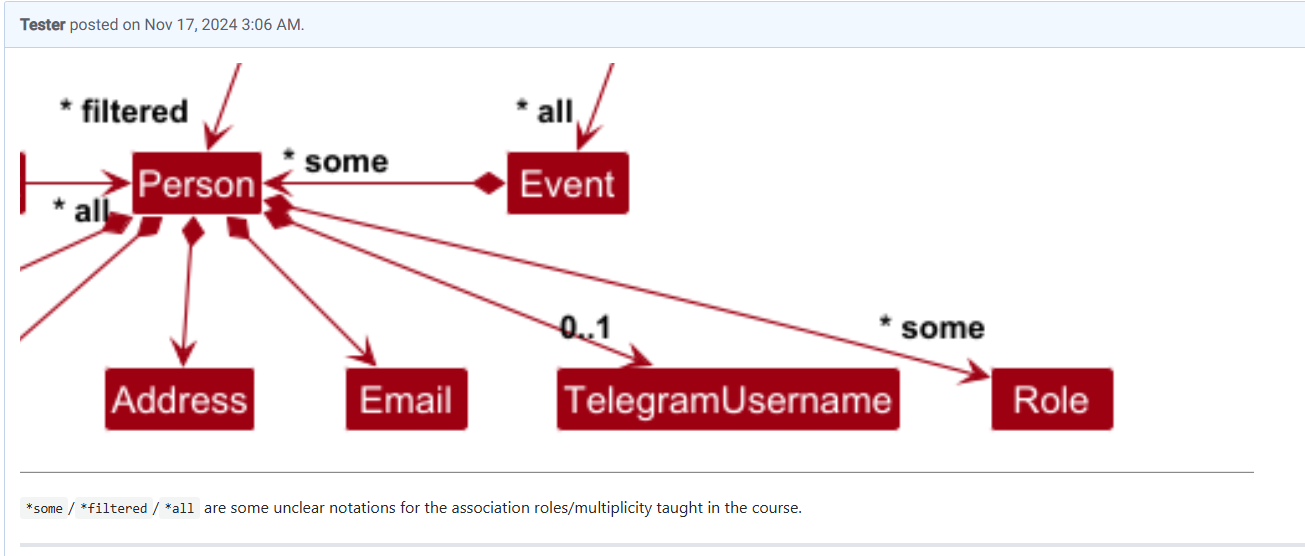 Tester posted on Nov 17, 2024 3:06 AM.
* filtered
* all
* some
Person
Event
* all
0..1
* some
Address
Email
TelegramUsername
Role
*some / *filtered / *all are some unclear notations for the association roles/multiplicity taught in the course.